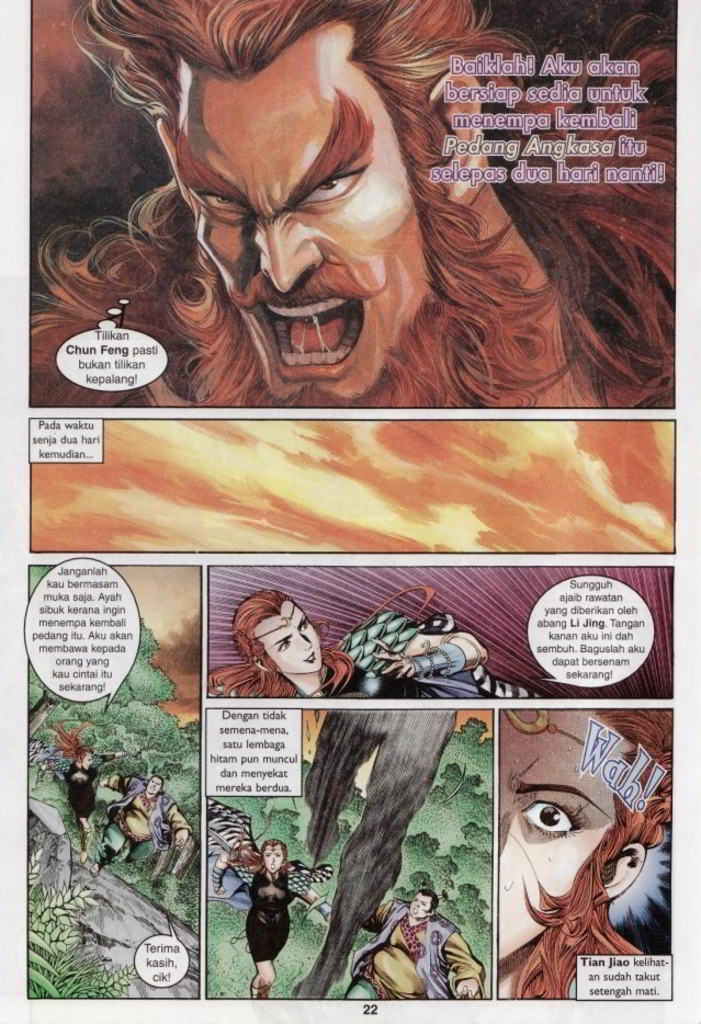 Baiklah! Aku akan
bersiap sedia untuk
menempa kembali
Pedang Angkasa itu
selepas dua hari nanti!
Tilikan
Chun Feng pasti
bukan tilikan
kepalang!
Pada waktu
senja dua hari
kemudian...
Janganlah
kau bermasam
muka saja. Ayah
sibuk kerana ingin
menempa kembali
pedang itu. Aku akan
membawa kepada
orang yang
kau cintai itu
sekarang!
Terima
kasih,
cik!
Sungguh
ajaib rawatan
yang diberikan oleh
abang Li Jing. Tangan
kanan aku ini dah
sembuh. Baguslah aku
dapat bersenam
sekarang!
Dengan tidak
semena-mena,
satu lembaga
hitam pun muncul
dan menyekat
mereka berdua.
Wah!
Tian Jiao kelihat-
an sudah takut
setengah mati.
22